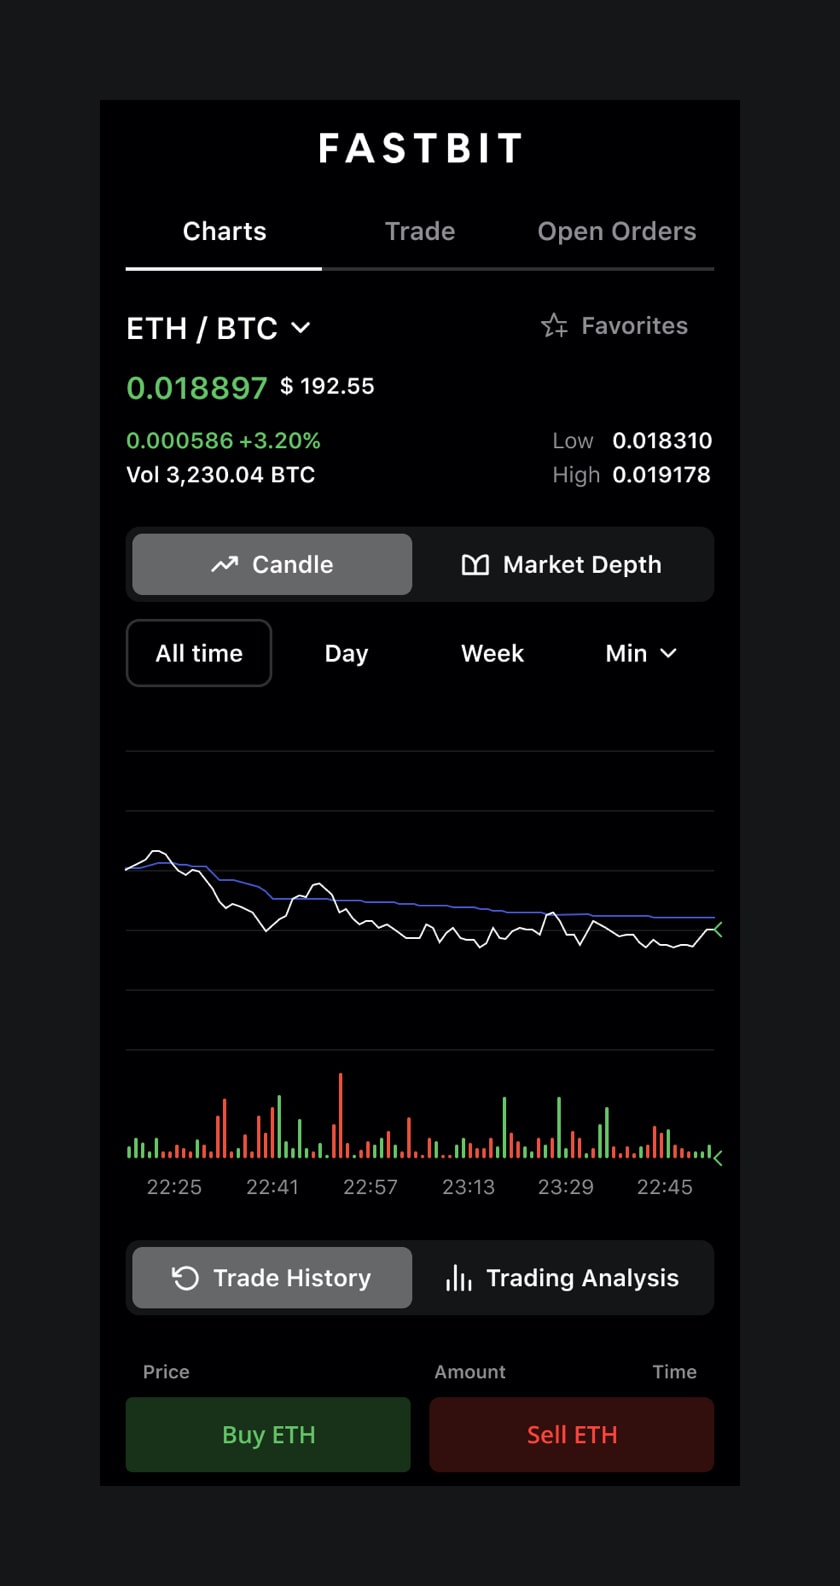 FASTBIT
Charts Trade Open Orders
ETH / BTC Favorites
0.018897 $ 192.55
0.000586 +3.20% Low 0.018310
Vol 3,230.04 BTC High 0.019178
Candle Market Depth
All time Day Week Min
22:25 22:41 22:57 23:13 23:29 22:45
Trade History Trading Analysis
Price Amount Time
Buy ETH Sell ETH